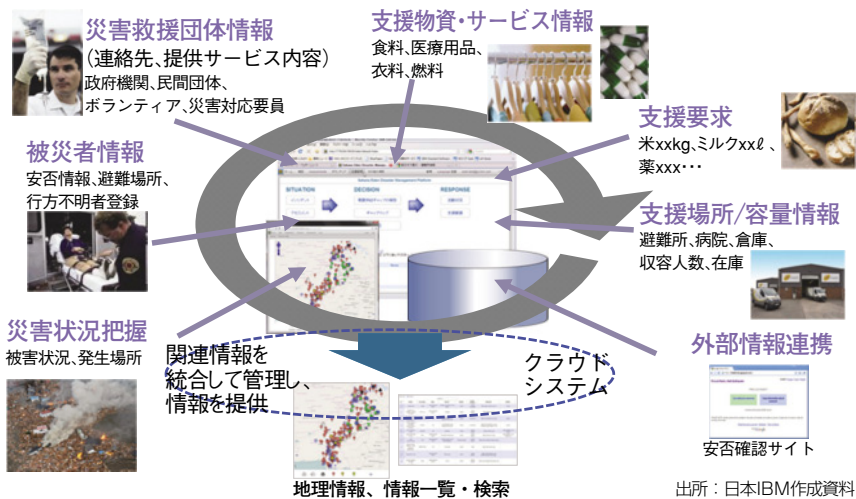 災害救援団体情報
(連絡先、提供サービス内容)
政府機関、民間団体、
ボランティア、災害対応要員
支援物資・サービス情報
食料、医療用品、
衣料、燃料
支援要求
米xxkg、ミルクxxℓ、
薬xxx・・・
被災者情報
安否情報、避難場所、
行方不明者登録
SITUATION
DECISION
RESPONSE
支援場所/容量情報
避難所、病院、倉庫、
収容人数、在庫
災害状況把握
被害状況、発生場所
関連情報を
統合して管理し、
情報を提供
クラウド
システム
外部情報連携
安否確認サイト
地理情報、情報一覧・検索
出所：日本IBM作成資料